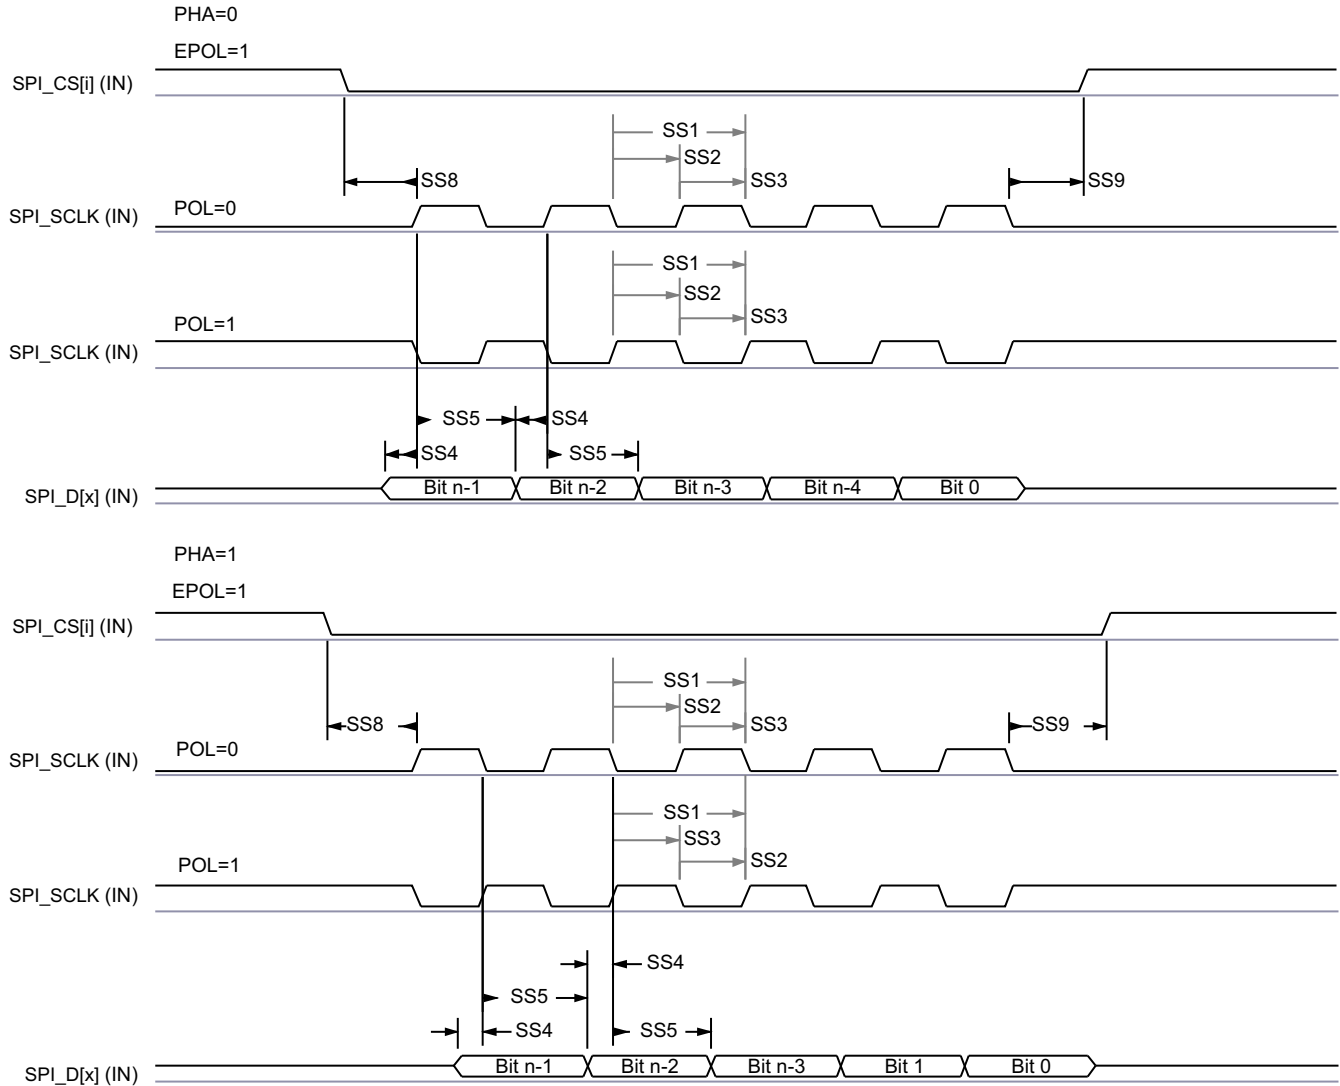 PHA=0
EPOL=1
SPI_CS[i] (IN)
SS1
SS2
SS8
SS3
SS9
POL=0
SPI_SCLK (IN)
SS1
SS2
SS3
POL=1
SPI_SCLK (IN)
SS5
SS4
SS4
SS5
SPI_D[x] (IN)
Bit n-1
Bit n-2
Bit n-3
Bit n-4
Bit 0
PHA=1
EPOL=1
SPI_CS[i] (IN)
SS1
SS2
SS8
SS3
SS9
POL=0
SPI_SCLK (IN)
SS1
SS3
SS2
POL=1
SPI_SCLK (IN)
SS4
SS5
SS4
SS5
SPI_D[x] (IN)
Bit n-1
Bit n-2
Bit n-3
Bit 1
Bit 0